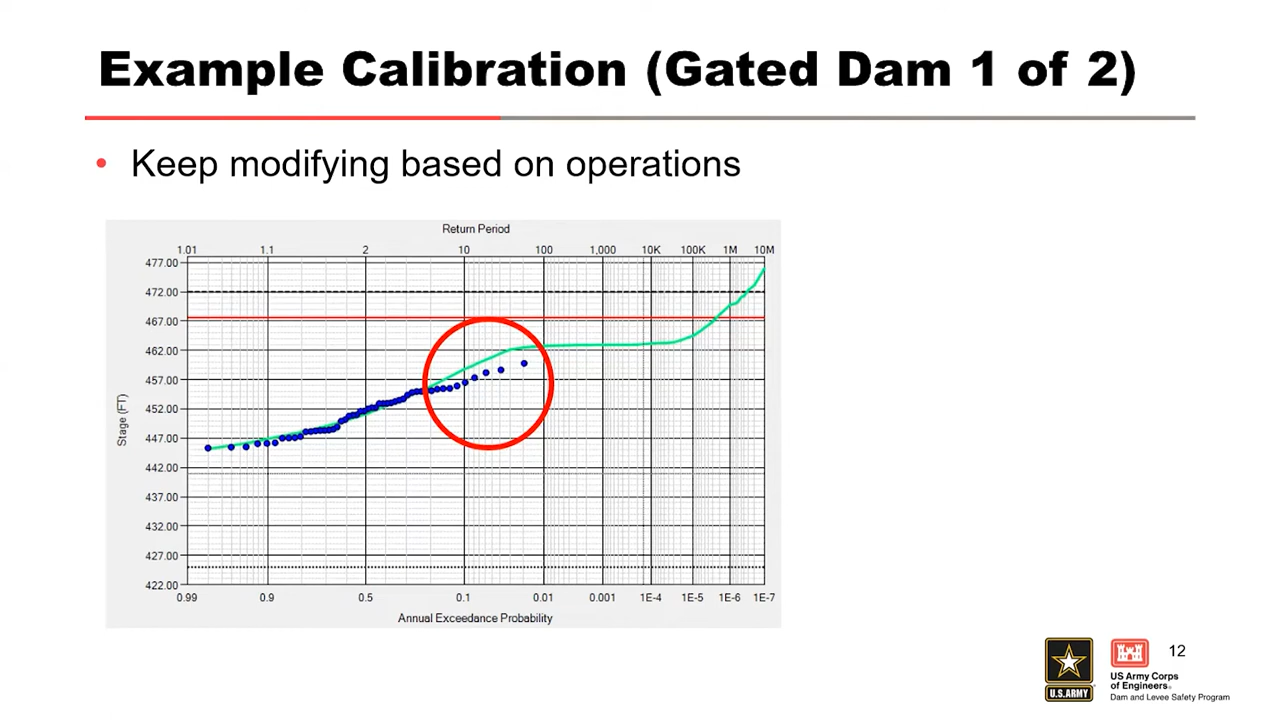 Example Calibration (Gated Dam 1 of 2)
• Keep modifying based on operations
Return Period
1.01 1.1 2 10 100 1,000 10K 100K 1M 10M
477.00
472.00
467.00
462.00
457.00
452.00
447.00
442.00
437.00
432.00
427.00
422.00
Stage (FT)
0.99 0.9 0.5 0.1 0.01 0.001 1E-4 1E-5 1E-6 1E-7
Annual Exceedance Probability
U.S. ARMY
US Army Corps
of Engineers®
Dam and Levee Safety Program
12